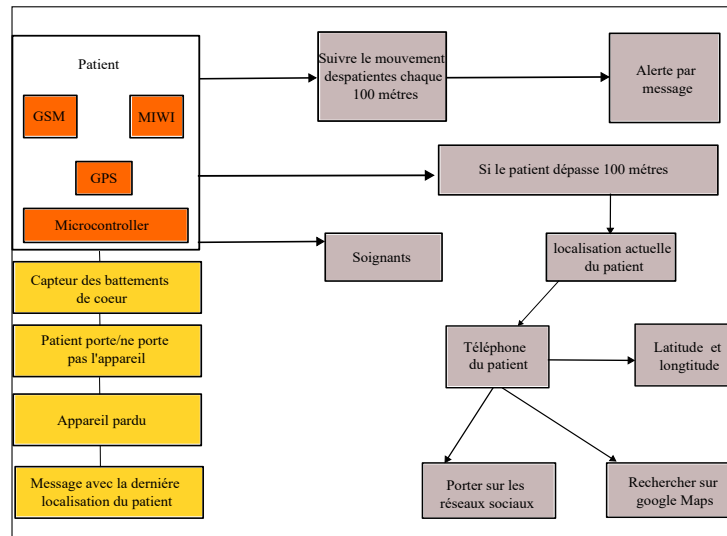 Patient
GSM
MIWI
GPS
Microcontroller
Suivre le mouvement
despatientes chaque
100 métres
Alerte par
message
Si le patient dépasse 100 métres
Soignants
localisation actuelle
du patient
Capteur des battements
de coeur
Patient porte/ne porte
pas l'appareil
Téléphone
du patient
Latitude et
longtitude
Appareil pardu
Message avec la derniére
localisation du patient
Porter sur les
réseaux sociaux
Rechercher sur
google Maps